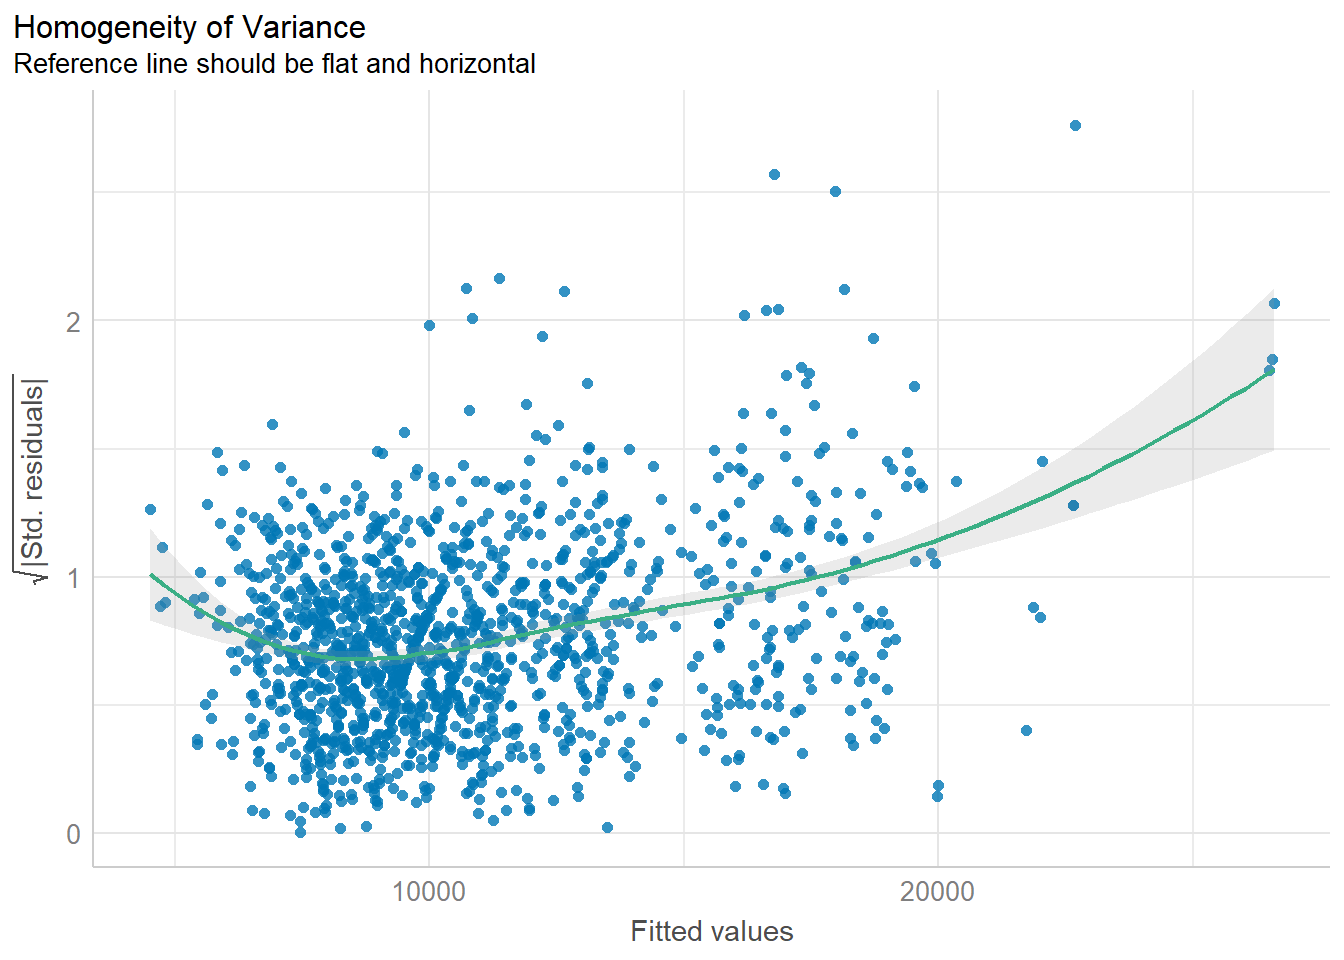 Homogeneity of Variance
Reference line should be flat and horizontal
√|Std. residuals|
2
1
0
10000
20000
Fitted values